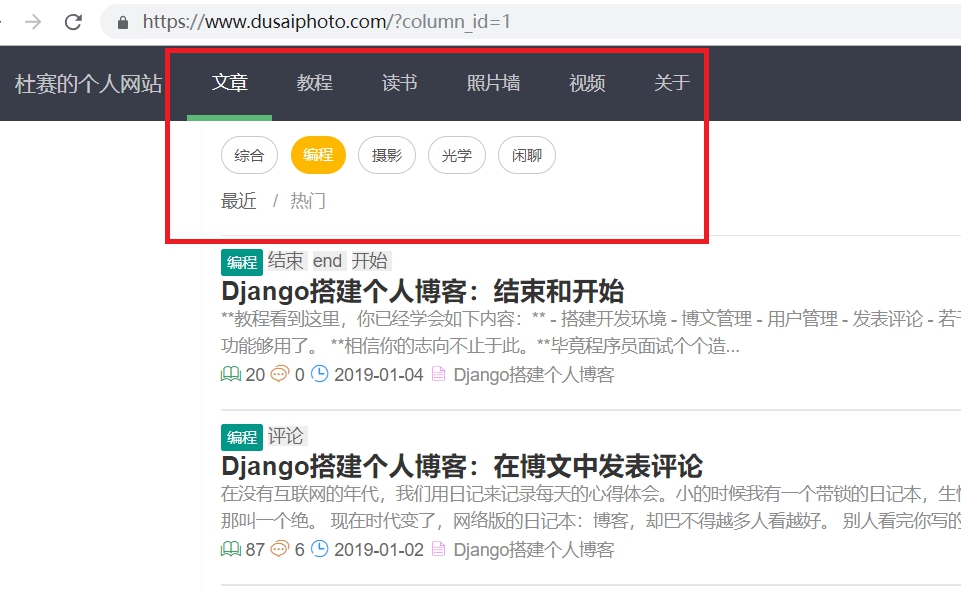 https://www.dusaiphoto.com/?column_id=1
杜赛的个人网站 文章 教程 读书 照片墙 视频 关于
综合 编程 摄影 光学 闲聊
最近 / 热门
编程 结束 end 开始
Django搭建个人博客：结束和开始
**教程看到这里，你已经学会如下内容：** - 搭建开发环境 - 博文管理 - 用户管理 - 发表评论 - 若
功能够用了。 **相信你的志向不止于此。**毕竟程序员面试个个造...
20 0 2019-01-04 Django搭建个人博客
编程 评论
Django搭建个人博客：在博文中发表评论
在没有互联网的年代，我们用日记来记录每天的心得体会。小的时候我有一个带锁的日记本，生
那叫一个绝。 现在时代变了，网络版的日记本：博客，却巴不得越多人看越好。 别人看完你写的
87 6 2019-01-02 Django搭建个人博客